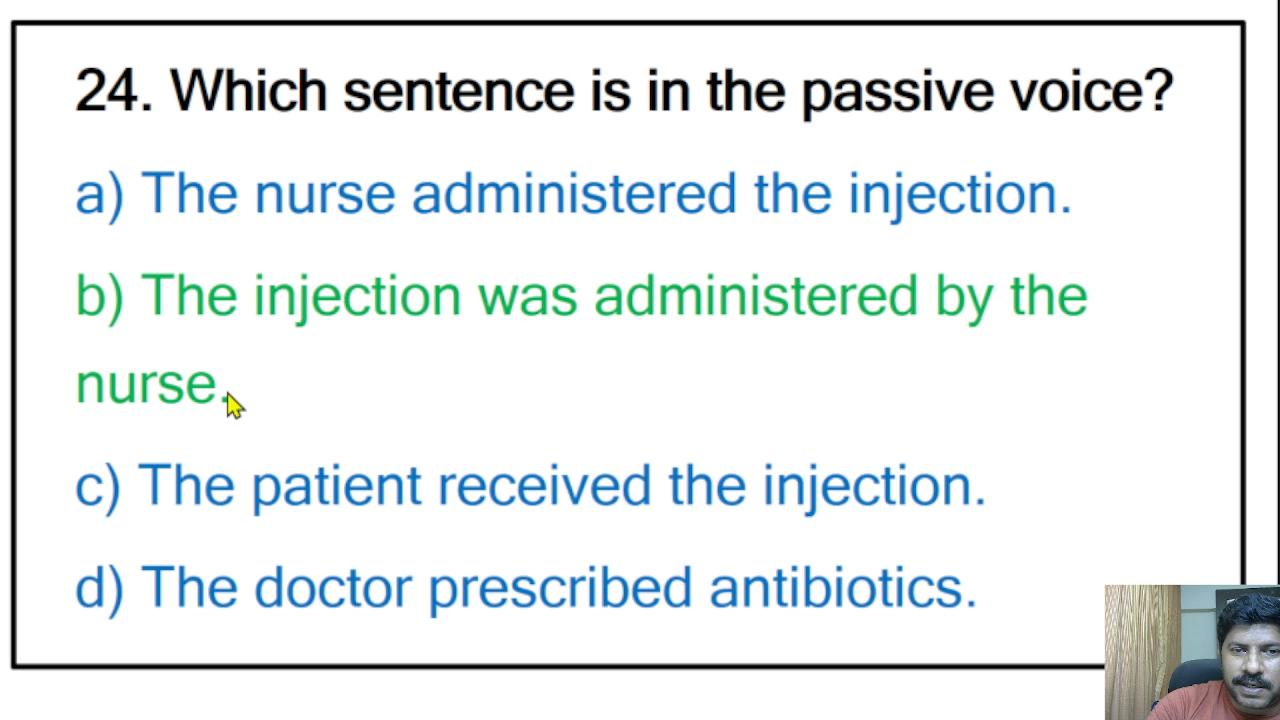 24. Which sentence is in the passive voice?
a) The nurse administered the injection.
b) The injection was administered by the
nurse.
c) The patient received the injection.
d) The doctor prescribed antibiotics.